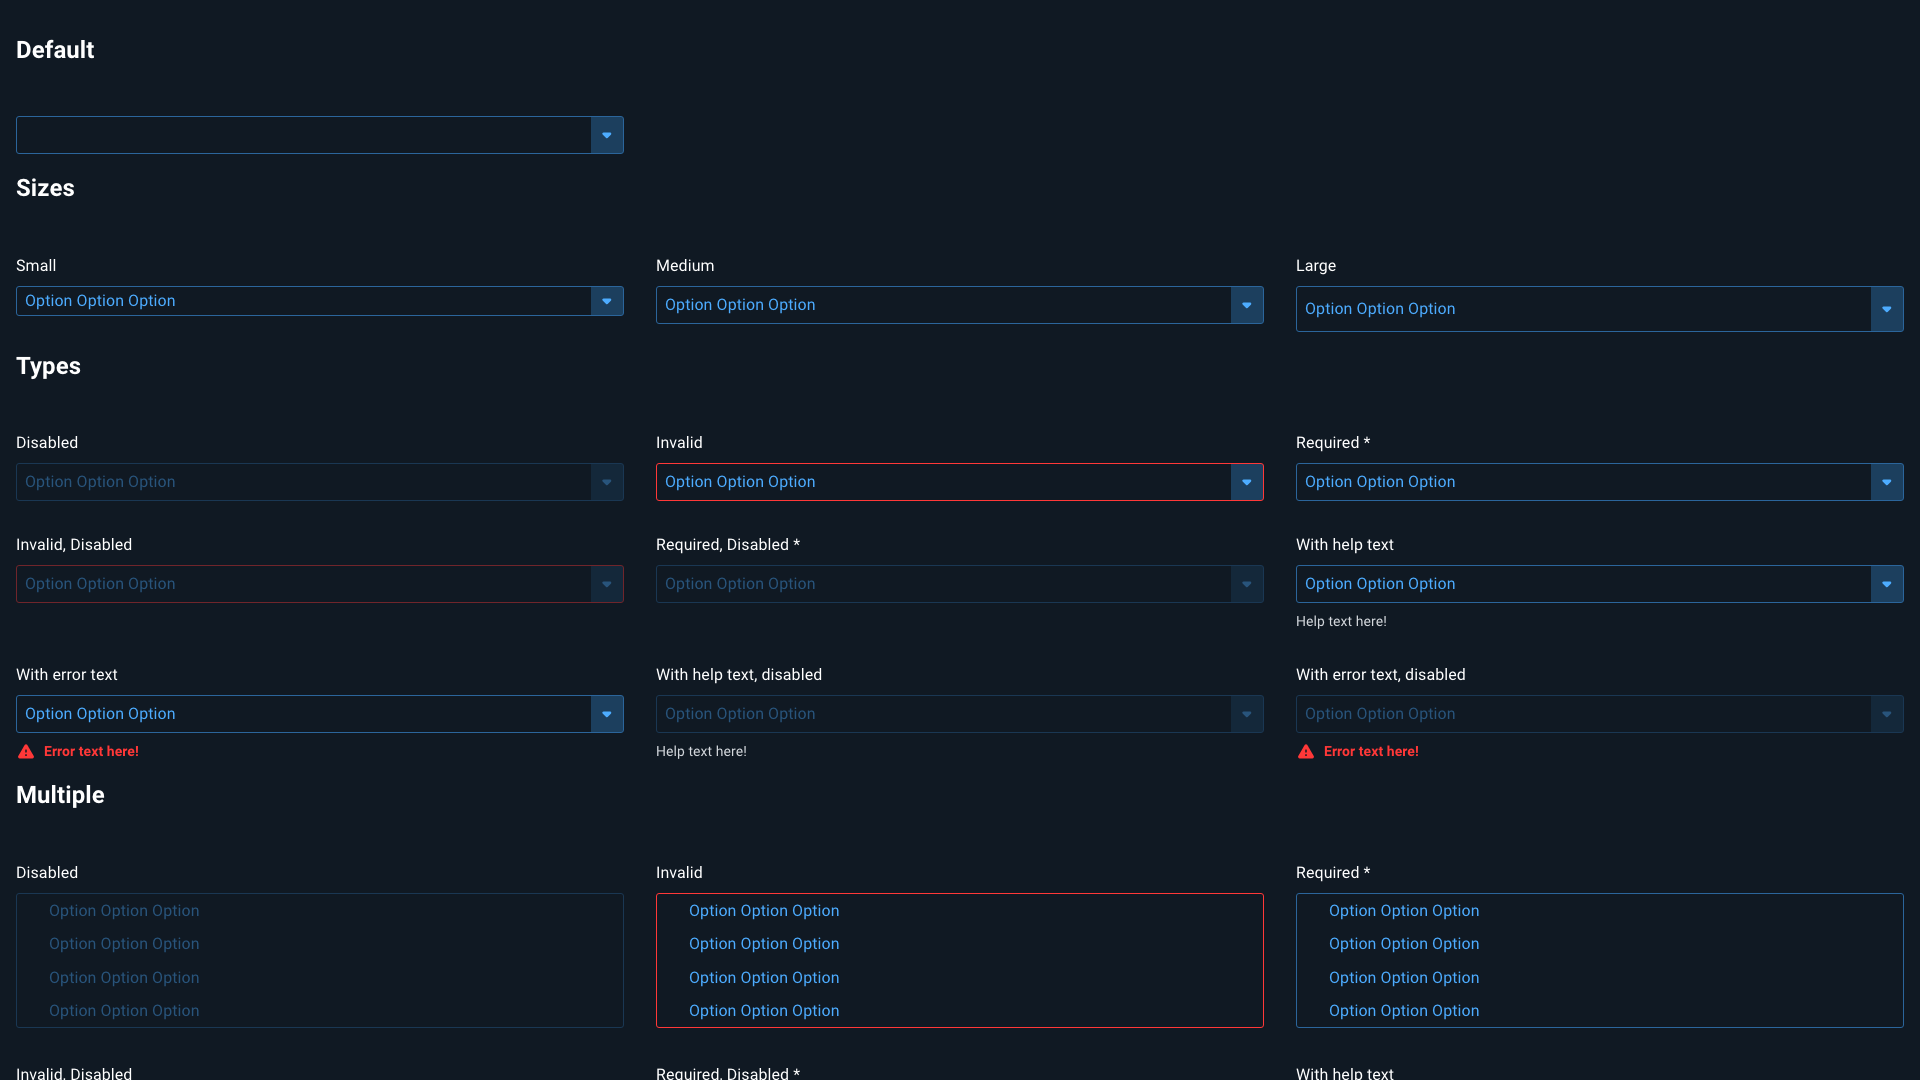 Default
Sizes
Small
Medium
Large
Option Option Option
Option Option Option
Option Option Option
Types
Disabled
Invalid
Required *
Option Option Option
Option Option Option
Option Option Option
Invalid, Disabled
Required, Disabled *
With help text
Option Option Option
Option Option Option
Option Option Option
Help text here!
With error text
With help text, disabled
With error text, disabled
Option Option Option
Option Option Option
Option Option Option
Error text here!
Help text here!
Error text here!
Multiple
Disabled
Invalid
Required *
Option Option Option
Option Option Option
Option Option Option
Option Option Option
Option Option Option
Option Option Option
Option Option Option
Option Option Option
Option Option Option
Option Option Option
Option Option Option
Option Option Option
Invalid, Disabled
Required, Disabled *
With help text